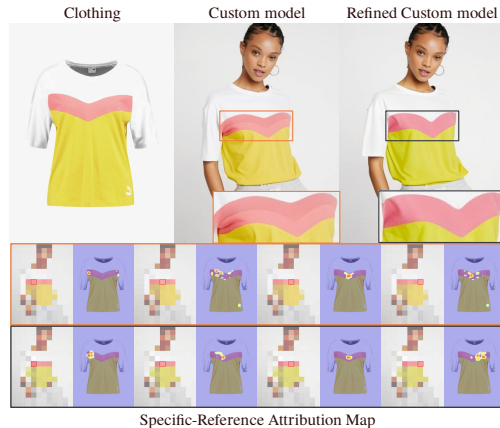 Clothing
Custom model
Refined Custom model
Specific-Reference Attribution Map